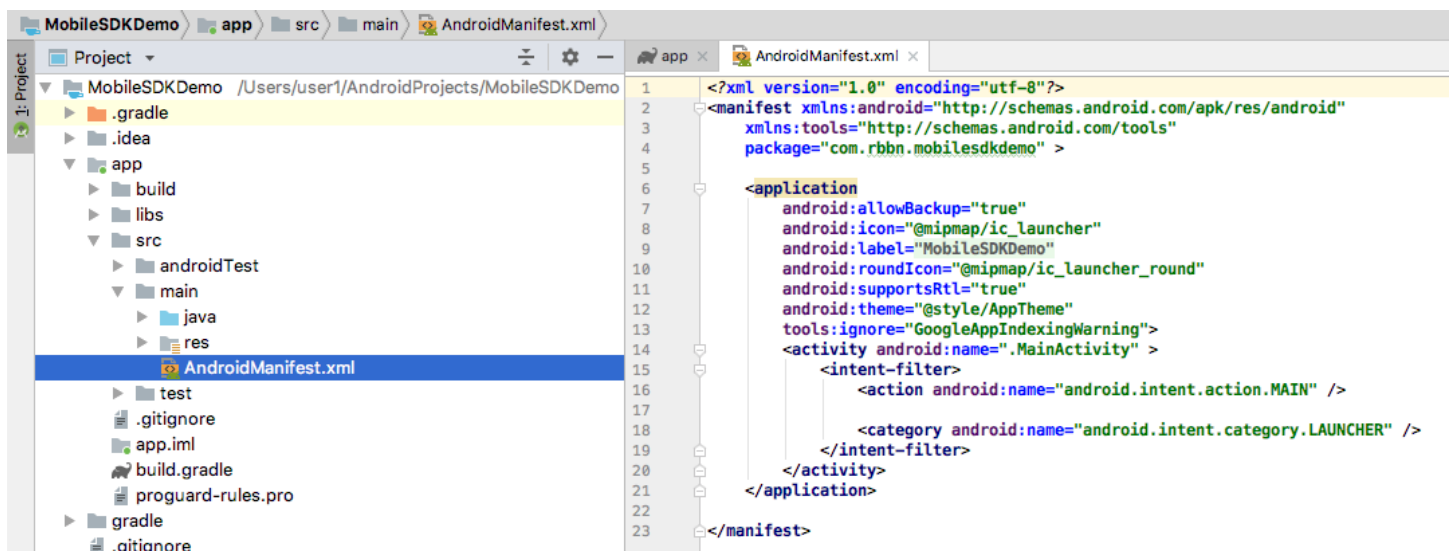 MobileSDKDemo app src main AndroidManifest.xml
1: Project
Project
MobileSDKDemo /Users/user1/AndroidProjects/MobileSDKDemo
.gradle
.idea
app
build
libs
src
androidTest
main
java
res
AndroidManifest.xml
test
.gitignore
app.iml
build.gradle
proguard-rules.pro
gradle
.gitignore
app AndroidManifest.xml
1 <?xml version="1.0" encoding="utf-8"?>
2 <manifest xmlns:android="http://schemas.android.com/apk/res/android"
3 xmlns:tools="http://schemas.android.com/tools"
4 package="com.rbbn.mobilesdkdemo" >
5
6 <application
7 android:allowBackup="true"
8 android:icon="@mipmap/ic_launcher"
9 android:label="MobileSDKDemo"
10 android:roundIcon="@mipmap/ic_launcher_round"
11 android:supportsRtl="true"
12 android:theme="@style/AppTheme"
13 tools:ignore="GoogleAppIndexingWarning">
14 <activity android:name=".MainActivity" >
15 <intent-filter>
16 <action android:name="android.intent.action.MAIN" />
17
18 <category android:name="android.intent.category.LAUNCHER" />
19 </intent-filter>
20 </activity>
21 </application>
22
23 </manifest>